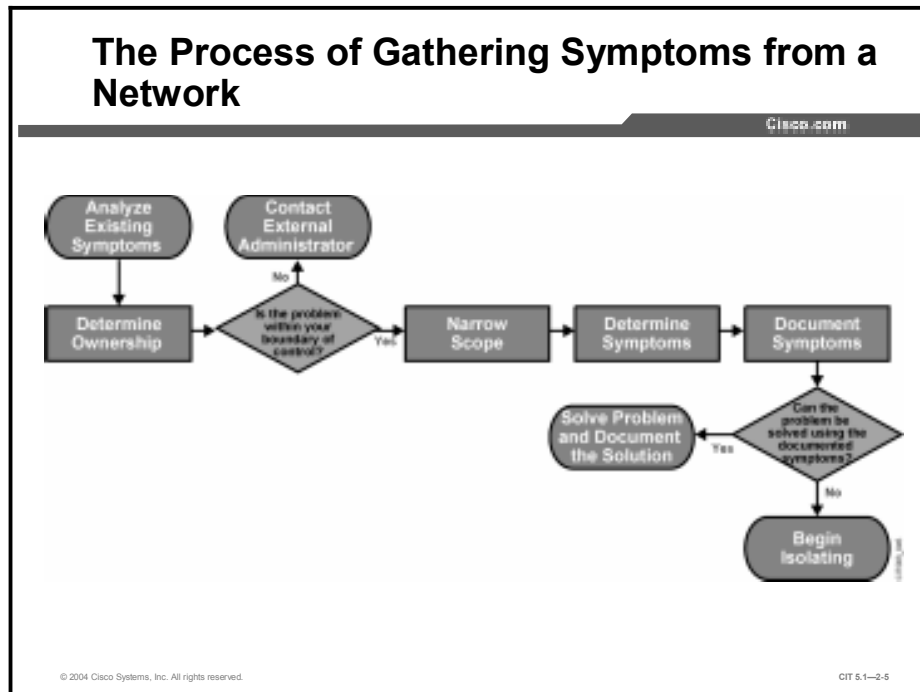 The Process of Gathering Symptoms from a
Network
Cisco.com
Analyze
Existing
Symptoms
Contact
External
Administrator
No
Determine
Ownership
Is the problem
within your
boundary of
control?
Yes
Narrow
Scope
Determine
Symptoms
Document
Symptoms
Solve Problem
and Document
the Solution
Yes
Can the
problem be
solved using the
documented
symptoms?
No
Begin
Isolating
© 2004 Cisco Systems, Inc. All rights reserved.
CIT 5.1—2-5